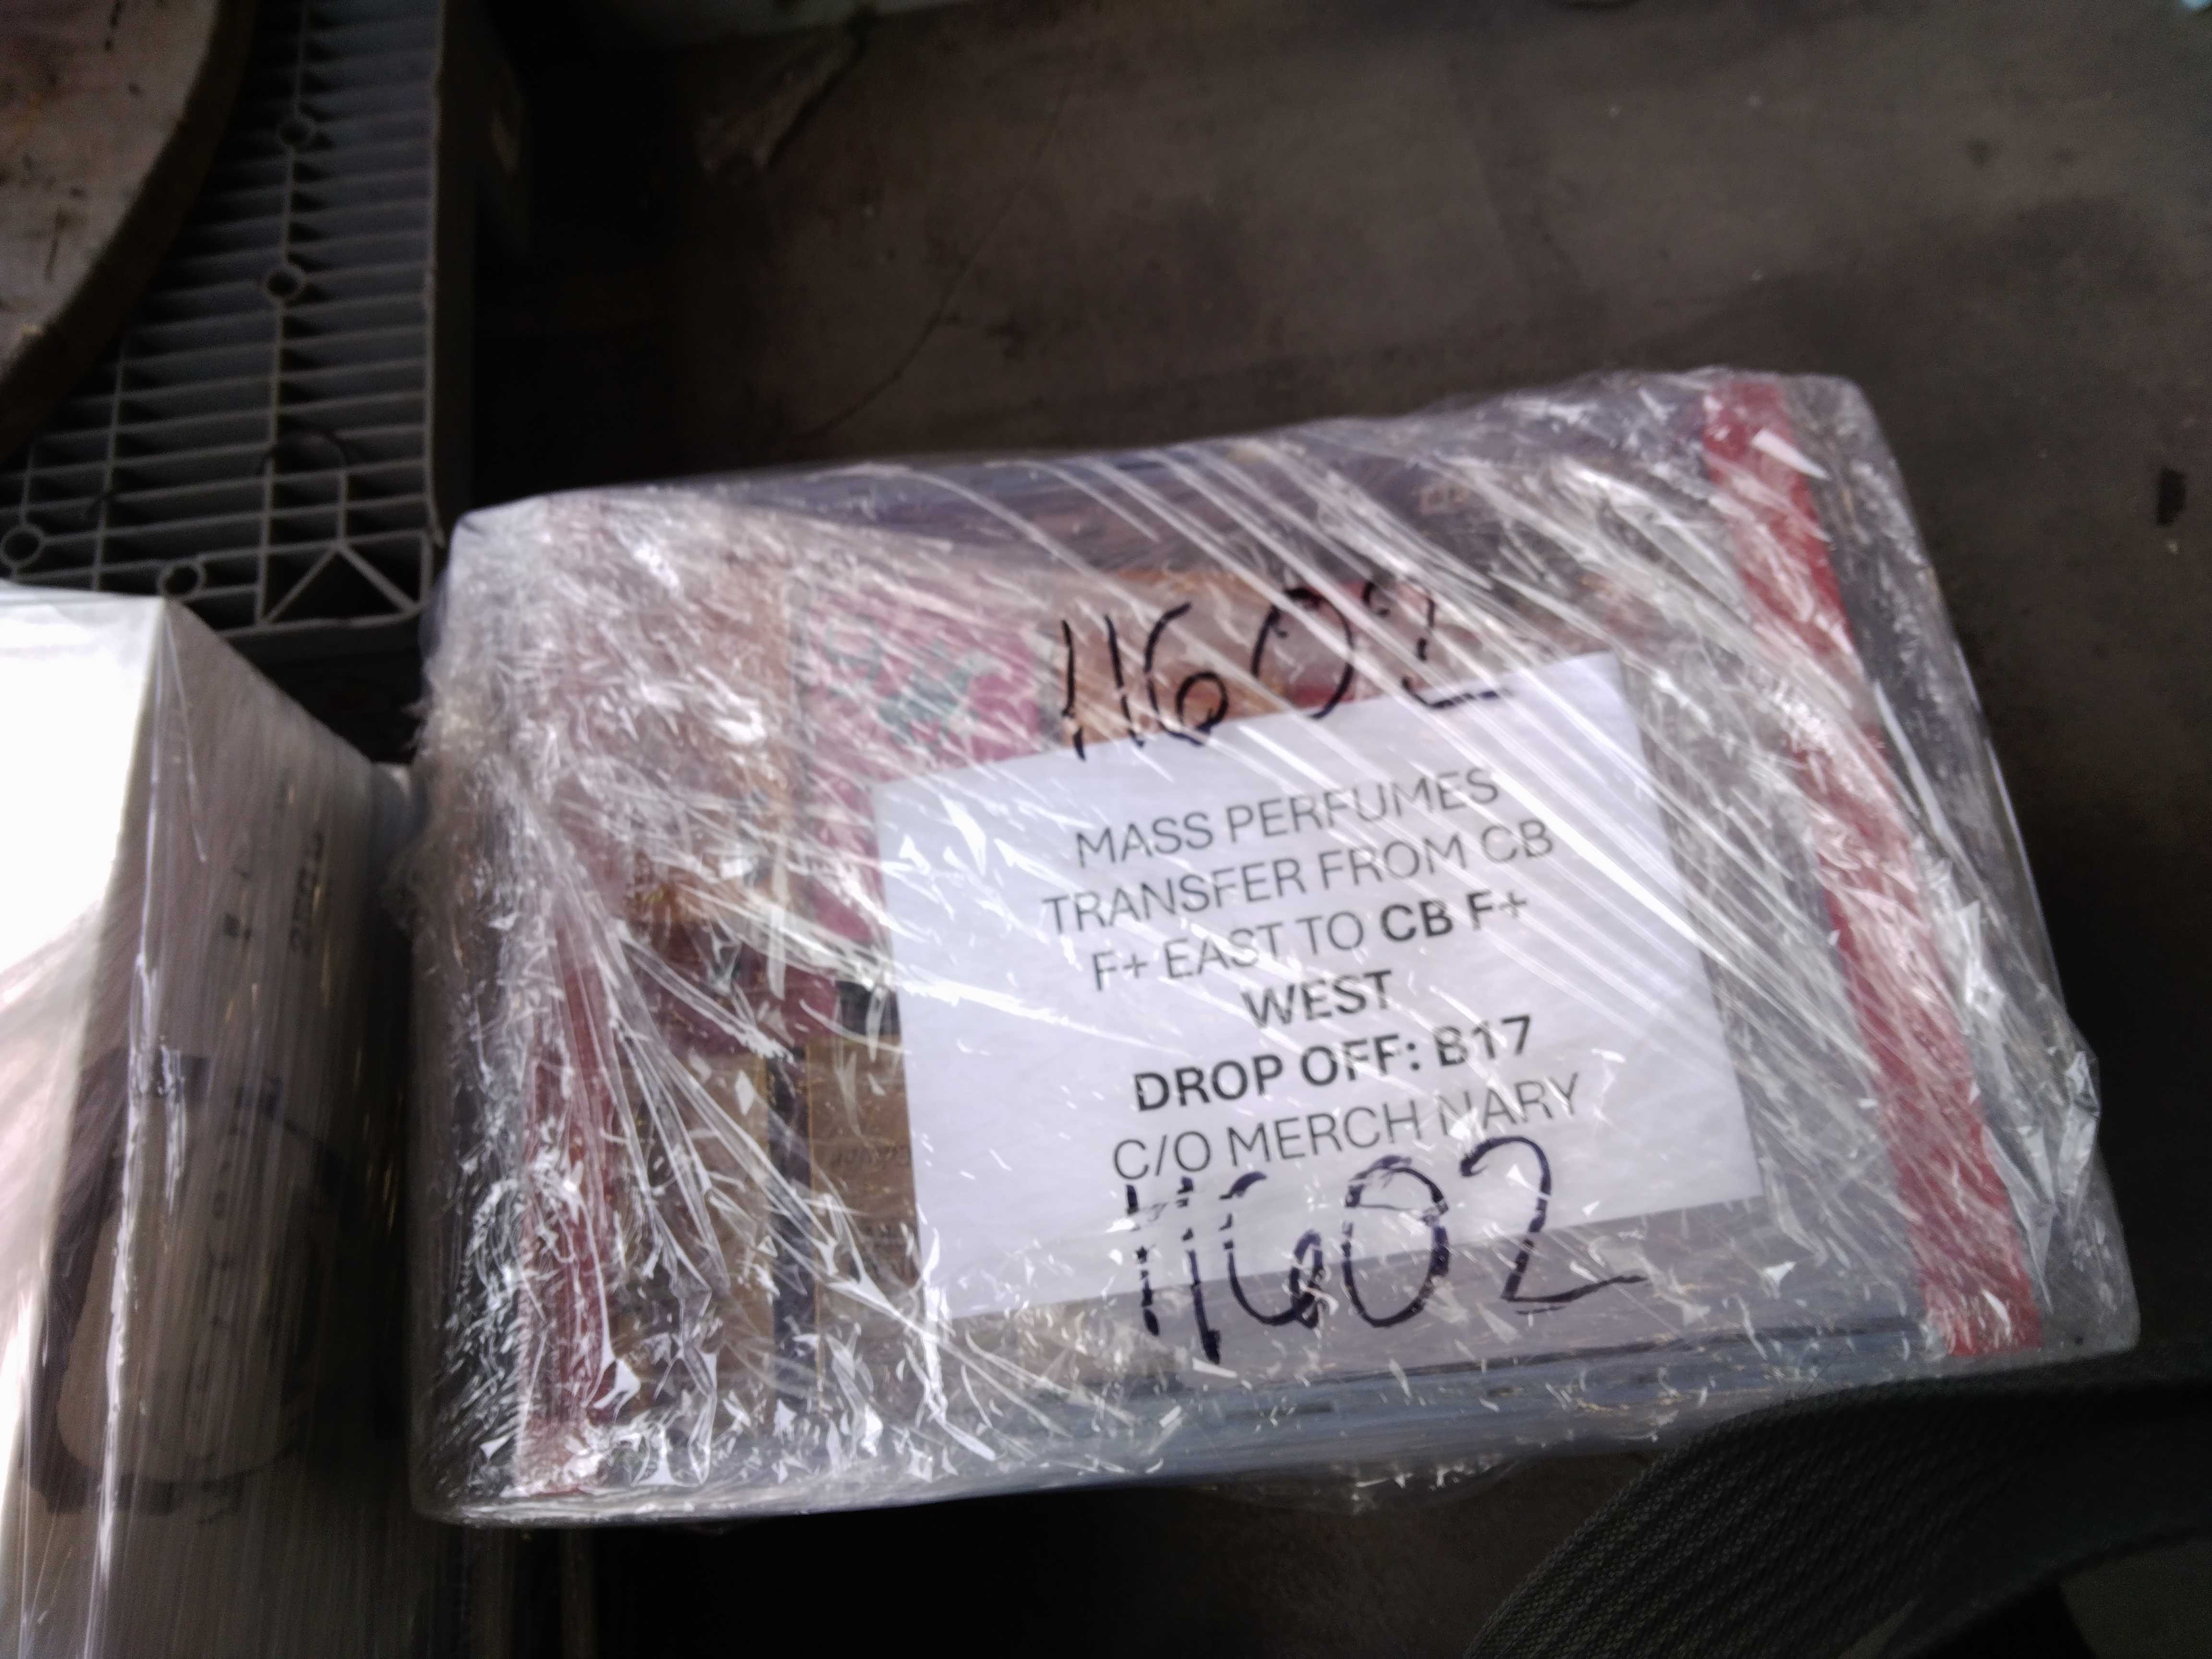 11602
MASS PERFUMES
TRANSFER FROM CB
F+ EAST TO CB F+
WEST
DROP OFF: B17
C/O MERCH NARY
11602